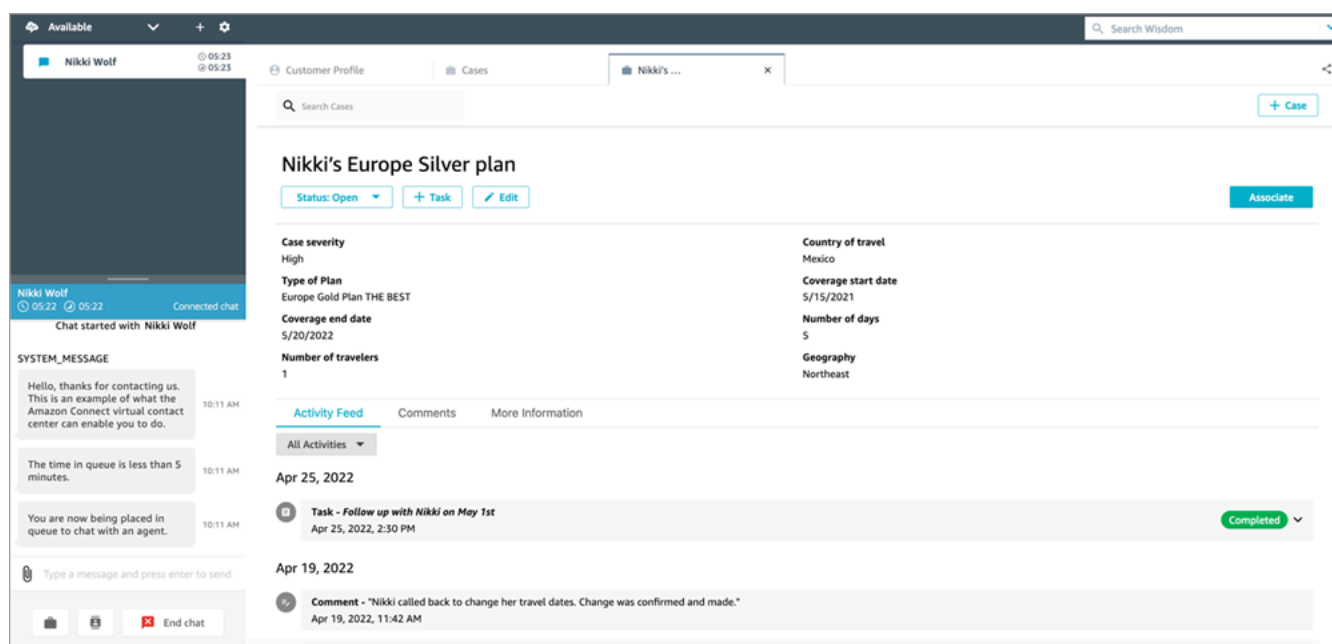 Available
Search Wisdom
Nikki Wolf
05:23
05:23
Customer Profile
Cases
Nikki's ...
Search Cases
+ Case
Nikki's Europe Silver plan
Status: Open
+ Task
Edit
Associate
Case severity
High
Country of travel
Mexico
Type of Plan
Europe Gold Plan THE BEST
Coverage start date
5/15/2021
Coverage end date
5/20/2022
Number of days
5
Number of travelers
1
Geography
Northeast
Nikki Wolf
05:22 05:22 Connected chat
Chat started with Nikki Wolf
SYSTEM_MESSAGE
Hello, thanks for contacting us.
This is an example of what the
Amazon Connect virtual contact
center can enable you to do.
10:11 AM
The time in queue is less than 5
minutes.
10:11 AM
You are now being placed in
queue to chat with an agent.
10:11 AM
Type a message and press enter to send
End chat
Activity Feed
Comments
More Information
All Activities
Apr 25, 2022
Task - Follow up with Nikki on May 1st
Apr 25, 2022, 2:30 PM
Completed
Apr 19, 2022
Comment - "Nikki called back to change her travel dates. Change was confirmed and made."
Apr 19, 2022, 11:42 AM